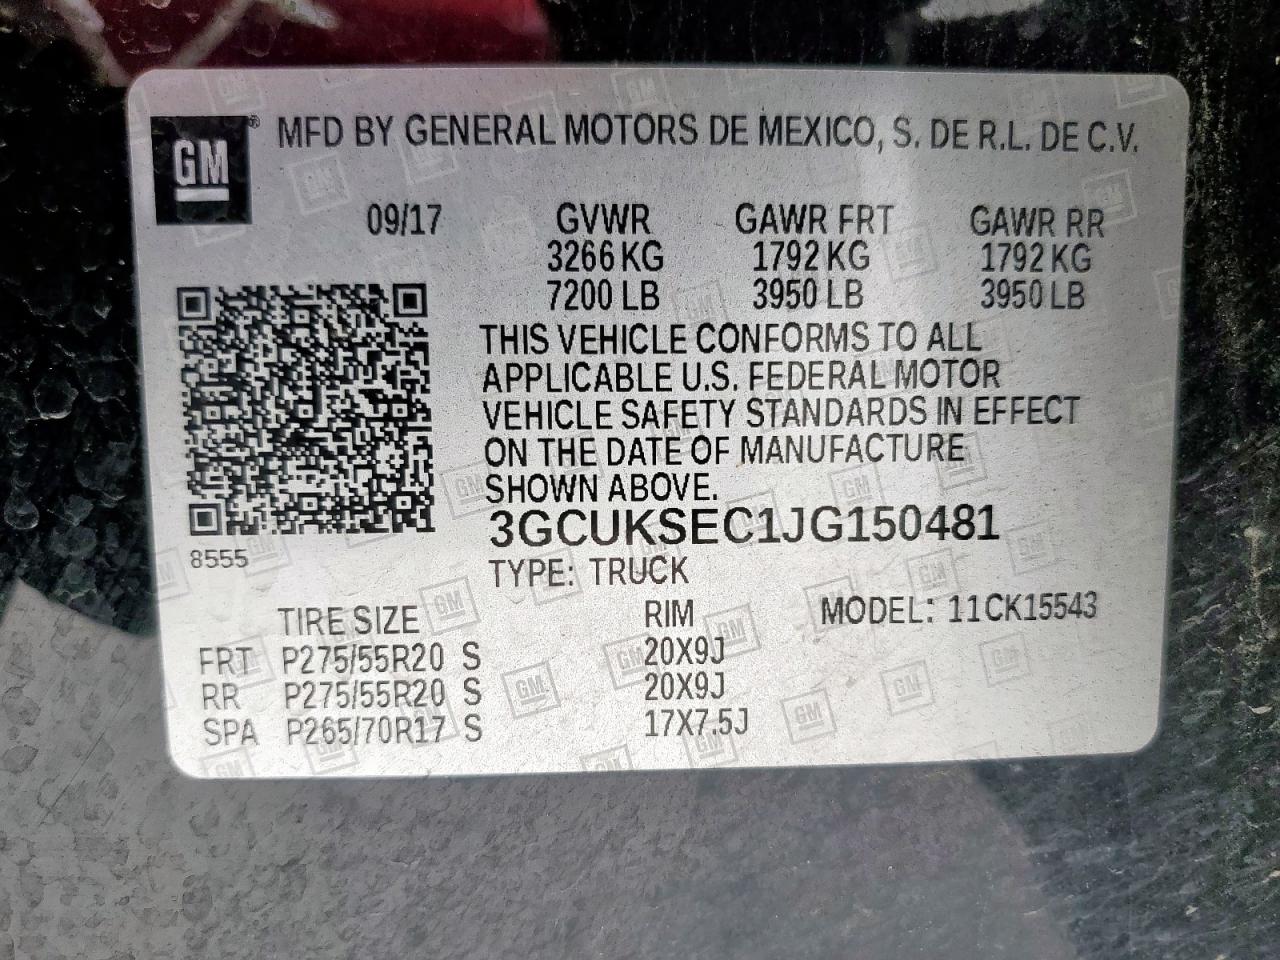 GM® MFD BY GENERAL MOTORS DE MEXICO, S. DE R.L. DE C.V.
09/17 GVWR GAWR FRT GAWR RR
3266 KG 1792 KG 1792 KG
7200 LB 3950 LB 3950 LB
THIS VEHICLE CONFORMS TO ALL
APPLICABLE U.S. FEDERAL MOTOR
VEHICLE SAFETY STANDARDS IN EFFECT
ON THE DATE OF MANUFACTURE
SHOWN ABOVE.
3GCUKSEC1JG150481
8555
TYPE: TRUCK
TIRE SIZE RIM MODEL: 11CK15543
FRT P275/55R20 S 20X9J
RR P275/55R20 S 20X9J
SPA P265/70R17 S 17X7.5J